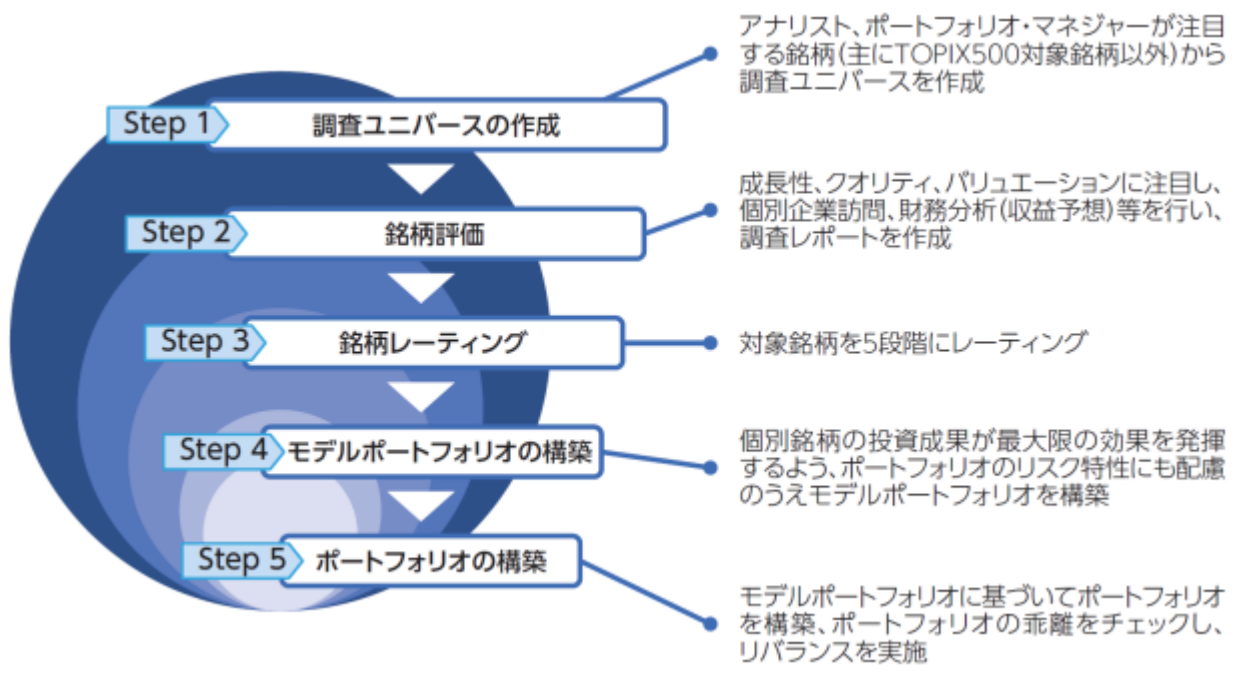 アナリスト、ポートフォリオ・マネジャーが注目
する銘柄(主にTOPIX500対象銘柄以外)から
調査ユニバースを作成
Step 1
調査ユニバースの作成
成長性、クオリティ、バリュエーションに注目し、
個別企業訪問、財務分析(収益予想)等を行い、
調査レポートを作成
Step 2
銘柄評価
Step 3
銘柄レーティング
対象銘柄を5段階にレーティング
Step 4
モデルポートフォリオの構築
個別銘柄の投資成果が最大限の効果を発揮
するよう、ポートフォリオのリスク特性にも配慮
のうえモデルポートフォリオを構築
Step 5
ポートフォリオの構築
モデルポートフォリオに基づいてポートフォリオ
を構築、ポートフォリオの乖離をチェックし、
リバランスを実施